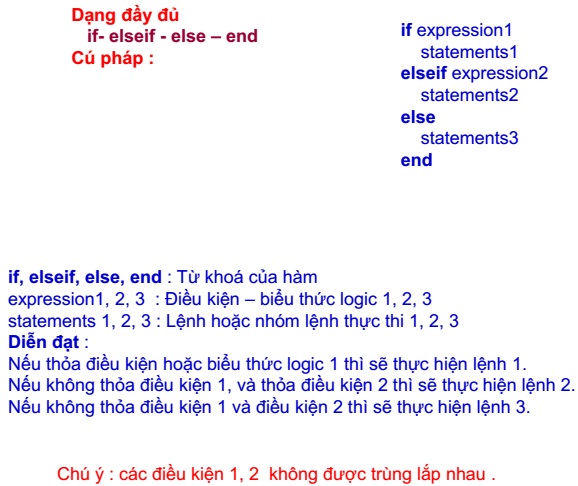 Dạng đầy đủ
if- elseif - else – end
Cú pháp :
if expression1
statements1
elseif expression2
statements2
else
statements3
end
if, elseif, else, end : Từ khoá của hàm
expression1, 2, 3 : Điều kiện – biểu thức logic 1, 2, 3
statements 1, 2, 3 : Lệnh hoặc nhóm lệnh thực thi 1, 2, 3
Diễn đạt :
Nếu thỏa điều kiện hoặc biểu thức logic 1 thì sẽ thực hiện lệnh 1.
Nếu không thỏa điều kiện 1, và thỏa điều kiện 2 thì sẽ thực hiện lệnh 2.
Nếu không thỏa điều kiện 1 và điều kiện 2 thì sẽ thực hiện lệnh 3.
Chú ý : các điều kiện 1, 2 không được trùng lắp nhau .